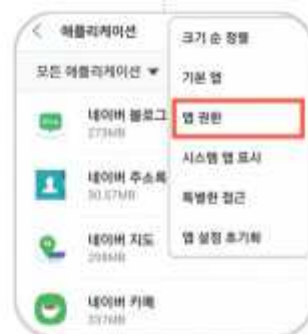 < 애플리케이션
모든 애플리케이션 ▼
네이버 블로그
273MB
네이버 주소록
30.57MB
네이버 지도
네이버 카페
337MB
크기 순 정렬
기본 앱
앱 권한
시스템 앱 표시
특별한 접근
앱 설정 초기화